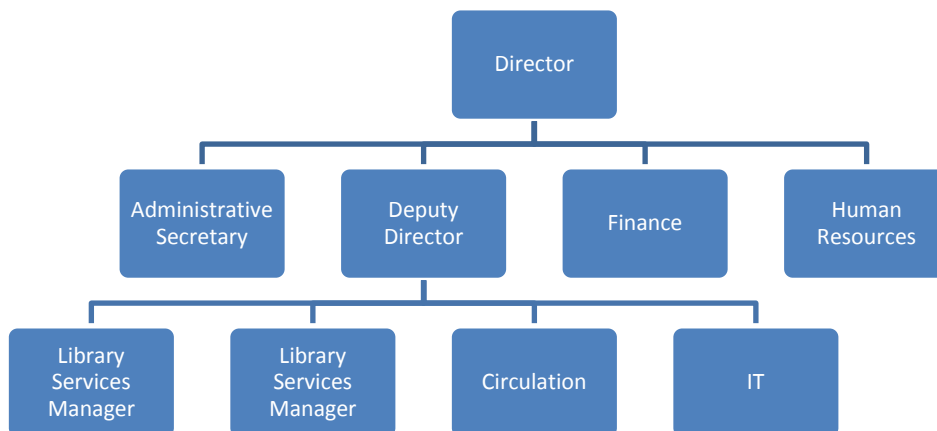 Director
Administrative
Secretary
Deputy
Director
Finance
Human
Resources
Library
Services
Manager
Library
Services
Manager
Circulation
IT